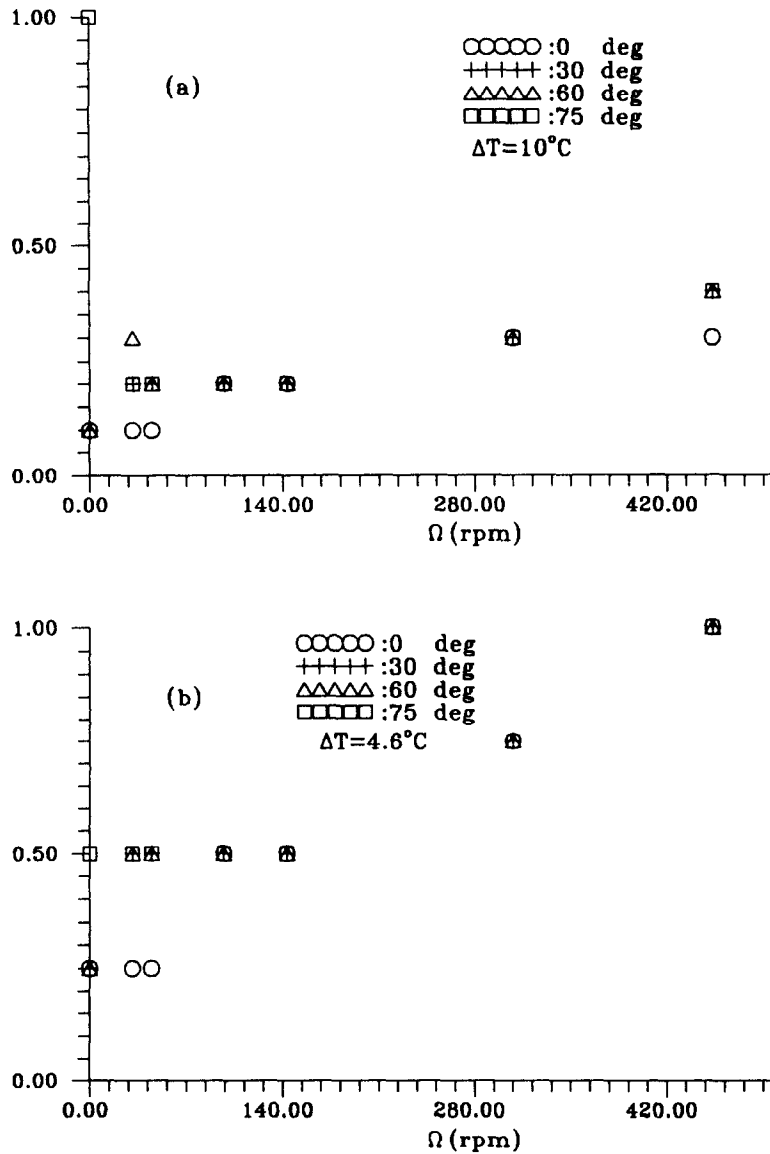 1.00
(a)
:0 deg
:30 deg
:60 deg
:75 deg
ΔT=10°C
0.50
0.00
0.00 140.00 280.00 420.00
Ω(rpm)
1.00
(b)
:0 deg
:30 deg
:60 deg
:75 deg
ΔT=4.6°C
0.50
0.00
0.00 140.00 280.00 420.00
Ω(rpm)